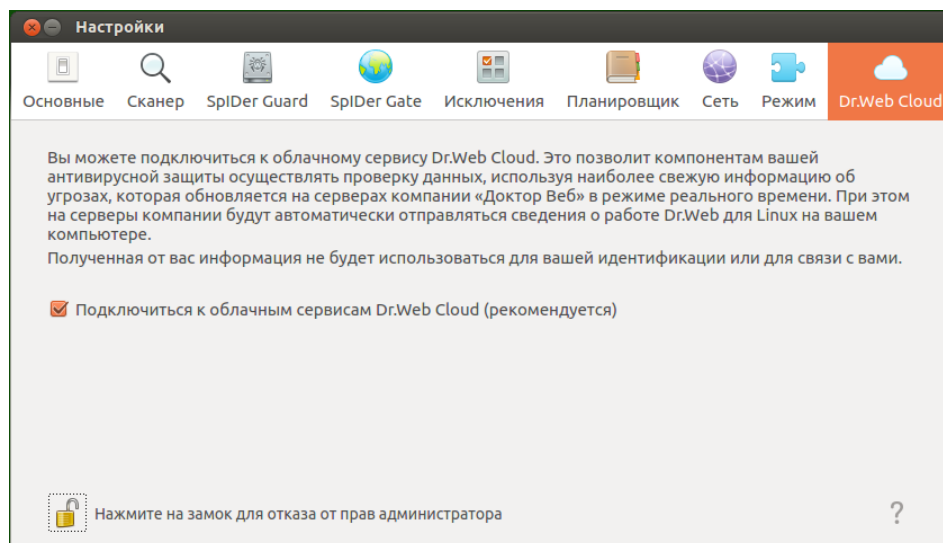 Настройки
Основные Сканер SpIDer Guard SpIDer Gate Исключения Планировщик Сеть Режим Dr.Web Cloud
Вы можете подключиться к облачному сервису Dr.Web Cloud. Это позволит компонентам вашей
антивирусной защиты осуществлять проверку данных, используя наиболее свежую информацию об
угрозах, которая обновляется на серверах компании «Доктор Веб» в режиме реального времени. При этом
на серверы компании будут автоматически отправляться сведения о работе Dr.Web для Linux на вашем
компьютере.
Полученная от вас информация не будет использоваться для вашей идентификации или для связи с вами.
Подключиться к облачным сервисам Dr.Web Cloud (рекомендуется)
Нажмите на замок для отказа от прав администратора ?